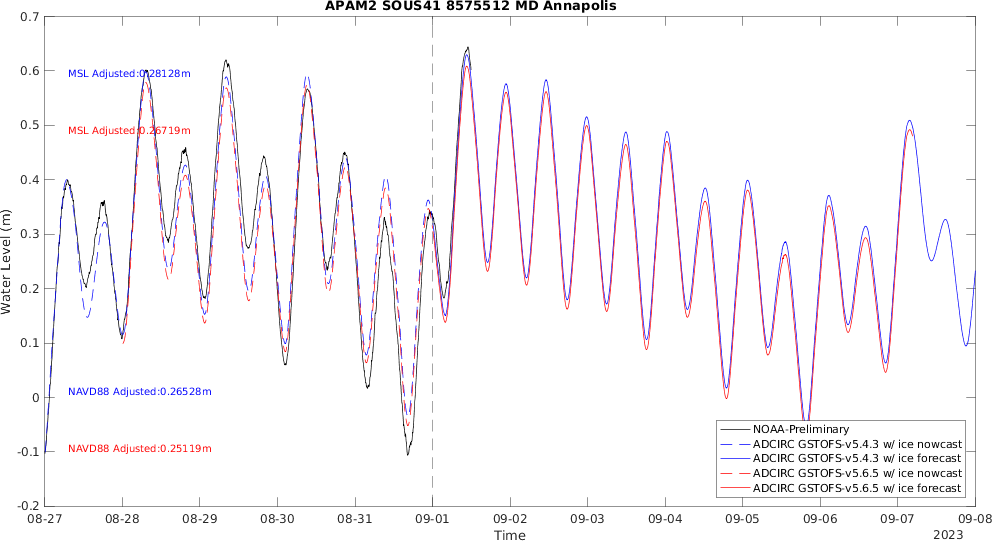 APAM2 SOUS41 8575512 MD Annapolis
0.7
0.6
0.5
0.4
0.3
0.2
0.1
0
-0.1
-0.2
Water Level (m)
MSL Adjusted:0.28128m
MSL Adjusted:0.26719m
NAVD88 Adjusted:0.26528m
NAVD88 Adjusted:0.25119m
NOAA-Preliminary
ADCIRC GSTOFS-v5.4.3 w/ ice nowcast
ADCIRC GSTOFS-v5.4.3 w/ ice forecast
ADCIRC GSTOFS-v5.6.5 w/ ice nowcast
ADCIRC GSTOFS-v5.6.5 w/ ice forecast
08-27 08-28 08-29 08-30 08-31 09-01 09-02 09-03 09-04 09-05 09-06 09-07 09-08
Time
2023